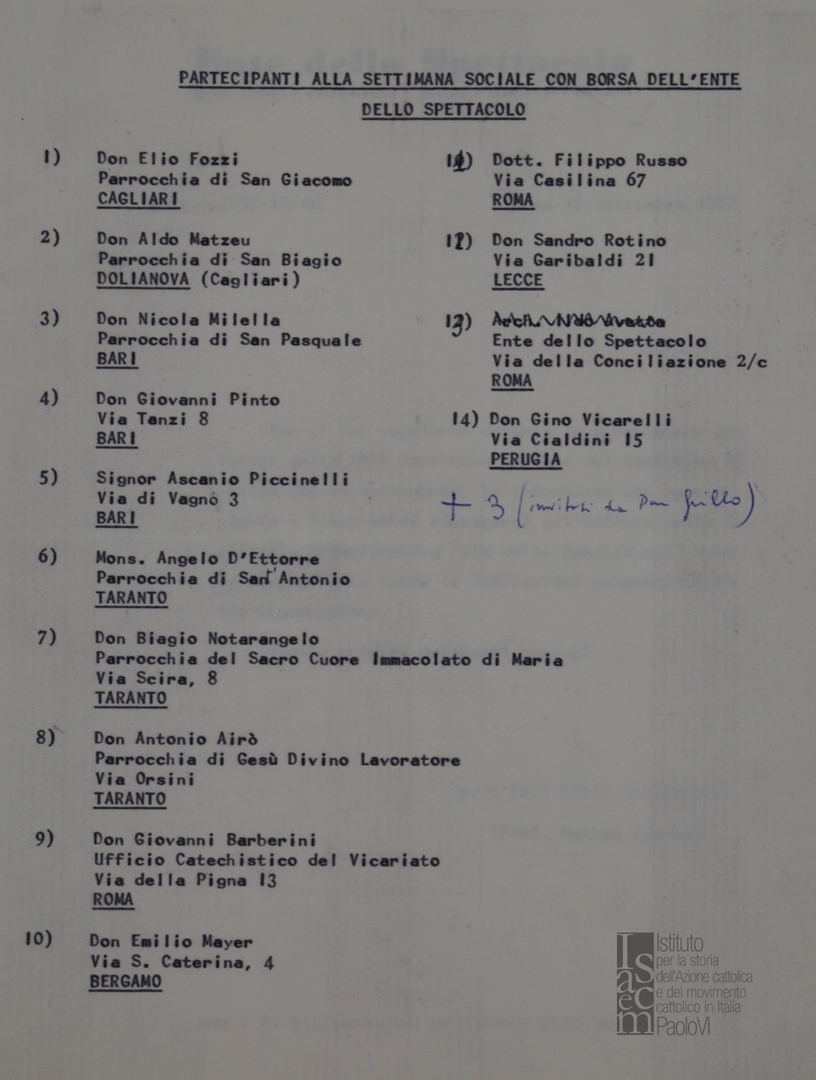 PARTECIPANTI ALLA SETTIMANA SOCIALE CON BORSA DELL'ENTE
DELLO SPETTACOLO
1) Don Elio Fozzi
Parrocchia di San Giacomo
CAGLIARI
2) Don Aldo Matzeu
Parrocchia di San Biagio
DOLIANOVA (Cagliari)
3) Don Nicola Milella
Parrocchia di San Pasquale
BARI
4) Don Giovanni Pinto
Via Tanzi 8
BARI
5) Signor Ascanio Piccinelli
Via di Vagno 3
BARI
6) Mons. Angelo D'Ettorre
Parrocchia di Sant'Antonio
TARANTO
7) Don Biagio Notarangelo
Parrocchia del Sacro Cuore Immacolato di Maria
Via Scira, 8
TARANTO
8) Don Antonio Airò
Parrocchia di Gesù Divino Lavoratore
Via Orsini
TARANTO
9) Don Giovanni Barberini
Ufficio Catechistico del Vicariato
Via della Pigna 13
ROMA
10) Don Emilio Mayer
Via S. Caterina, 4
BERGAMO
11) Dott. Filippo Russo
Via Casilina 67
ROMA
12) Don Sandro Rotino
Via Garibaldi 21
LECCE
13)
Ente dello Spettacolo
Via della Conciliazione 2/c
ROMA
14) Don Gino Vicarelli
Via Cialdini 15
PERUGIA
+ 3 (invitati da Don Grillo)
Isacem
Istituto
per la storia
dell'Azione cattolica
e del movimento
cattolico in Italia
PaoloVI